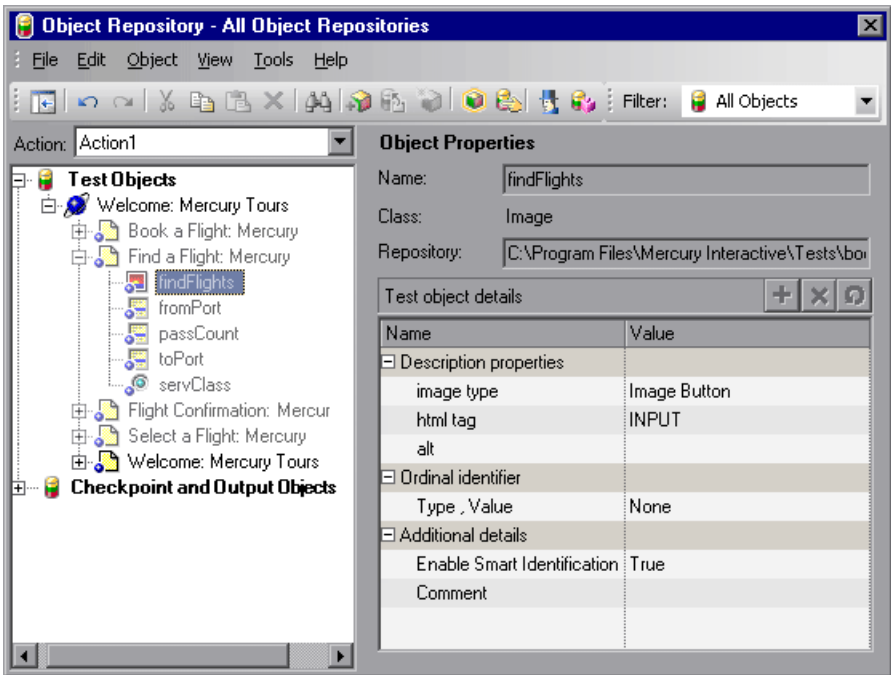 Object Repository - All Object Repositories
File Edit Object View Tools Help
Filter: All Objects
Action: Action1
Test Objects
Welcome: Mercury Tours
Book a Flight: Mercury
Find a Flight: Mercury
findFlights
fromPort
passCount
toPort
servClass
Flight Confirmation: Mercur
Select a Flight: Mercury
Welcome: Mercury Tours
Checkpoint and Output Objects
Object Properties
Name: findFlights
Class: Image
Repository: C:\Program Files\Mercury Interactive\Tests\boo
Test object details
Name Value
Description properties
image type Image Button
html tag INPUT
alt
Ordinal identifier
Type , Value None
Additional details
Enable Smart Identification True
Comment